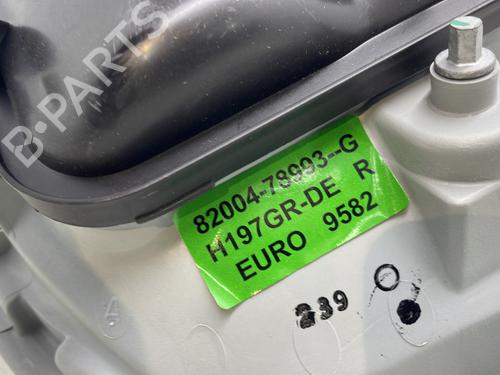 B-PARTS
82004-78993--G
H197GR-DE R
EURO 9582
239